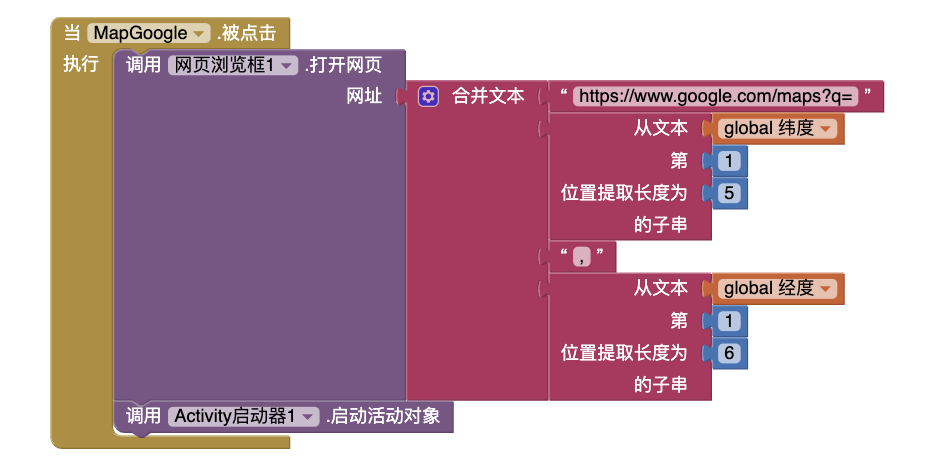 当 MapGoogle .被点击
执行 调用 网页浏览框1 .打开网页
网址 合并文本 “ https://www.google.com/maps?q= ”
从文本 global 纬度
第 1
位置提取长度为 5
的子串
“ , ”
从文本 global 经度
第 1
位置提取长度为 6
的子串
调用 Activity启动器1 .启动活动对象